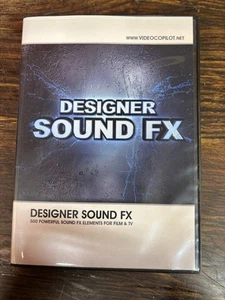 WWW.VIDEOCOPILOT.NET
DESIGNER
SOUND FX
DESIGNER SOUND FX
500 POWERFUL SOUND FX ELEMENTS FOR FILM & TV